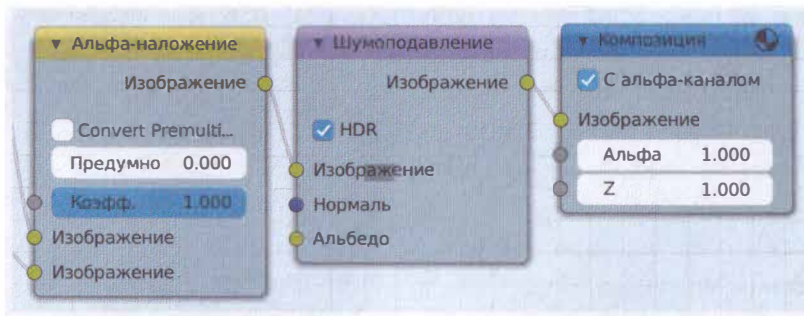 Альфа-наложение
Изображение
Convert Premulti...
Предумно 0.000
Коэфф. 1.000
Изображение
Изображение
Шумоподавление
Изображение
HDR
Изображение
Нормаль
Альбедо
Композиция
С альфа-каналом
Изображение
Альфа 1.000
Z 1.000